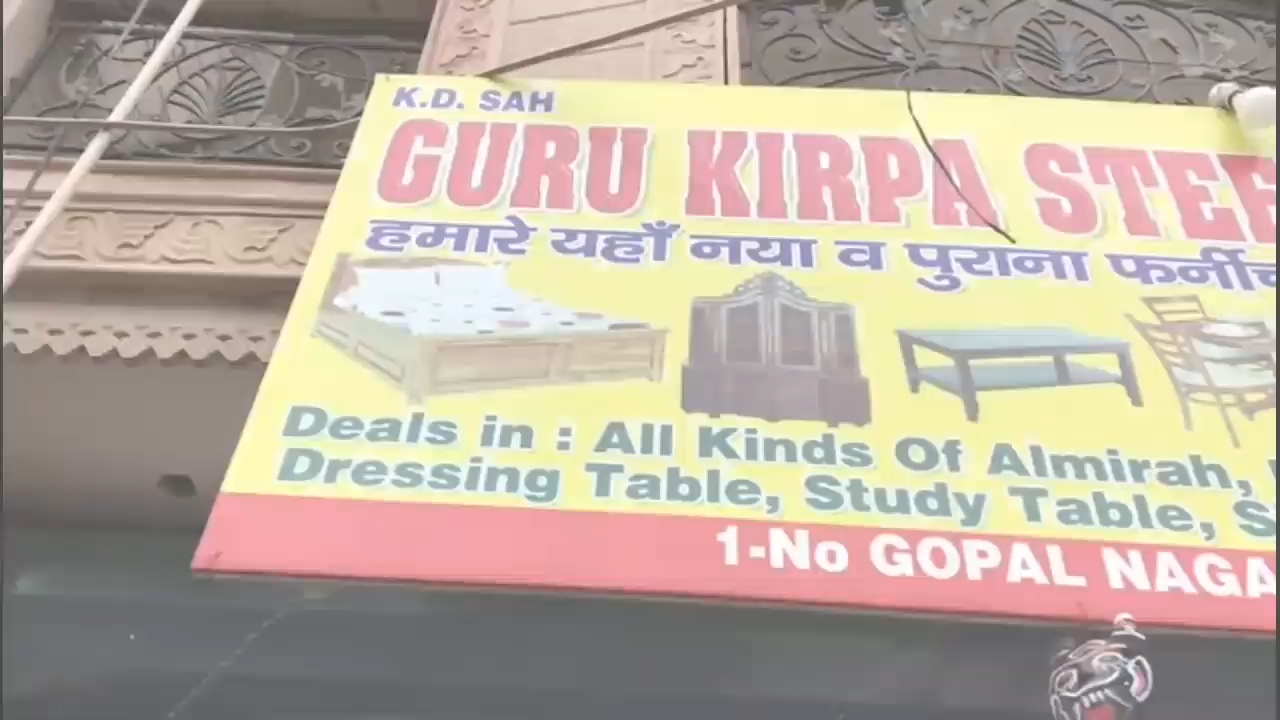 K.D. SAH
GURU KIRPA
हमारे यहाँ नया व पुराना
Deals in : All Kinds Of Almirah,
Dressing Table, Study Table,
1-No GOPAL